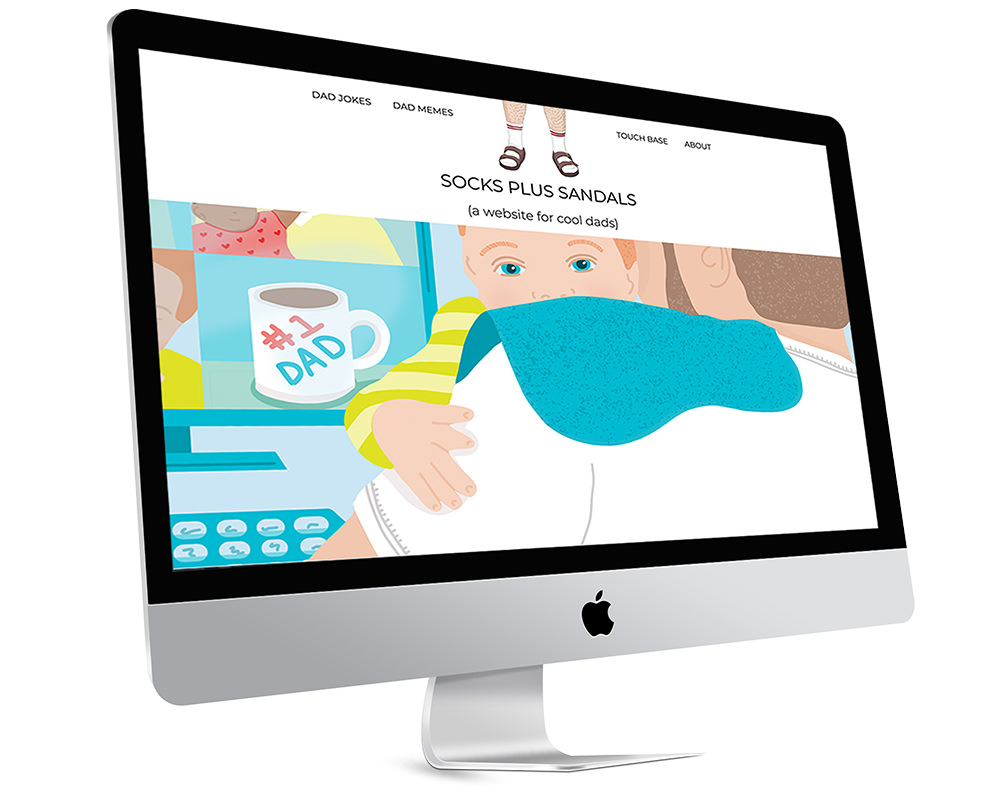 DAD JOKES
DAD MEMES
TOUCH BASE
ABOUT
SOCKS PLUS SANDALS
(a website for cool dads)
#1
DAD